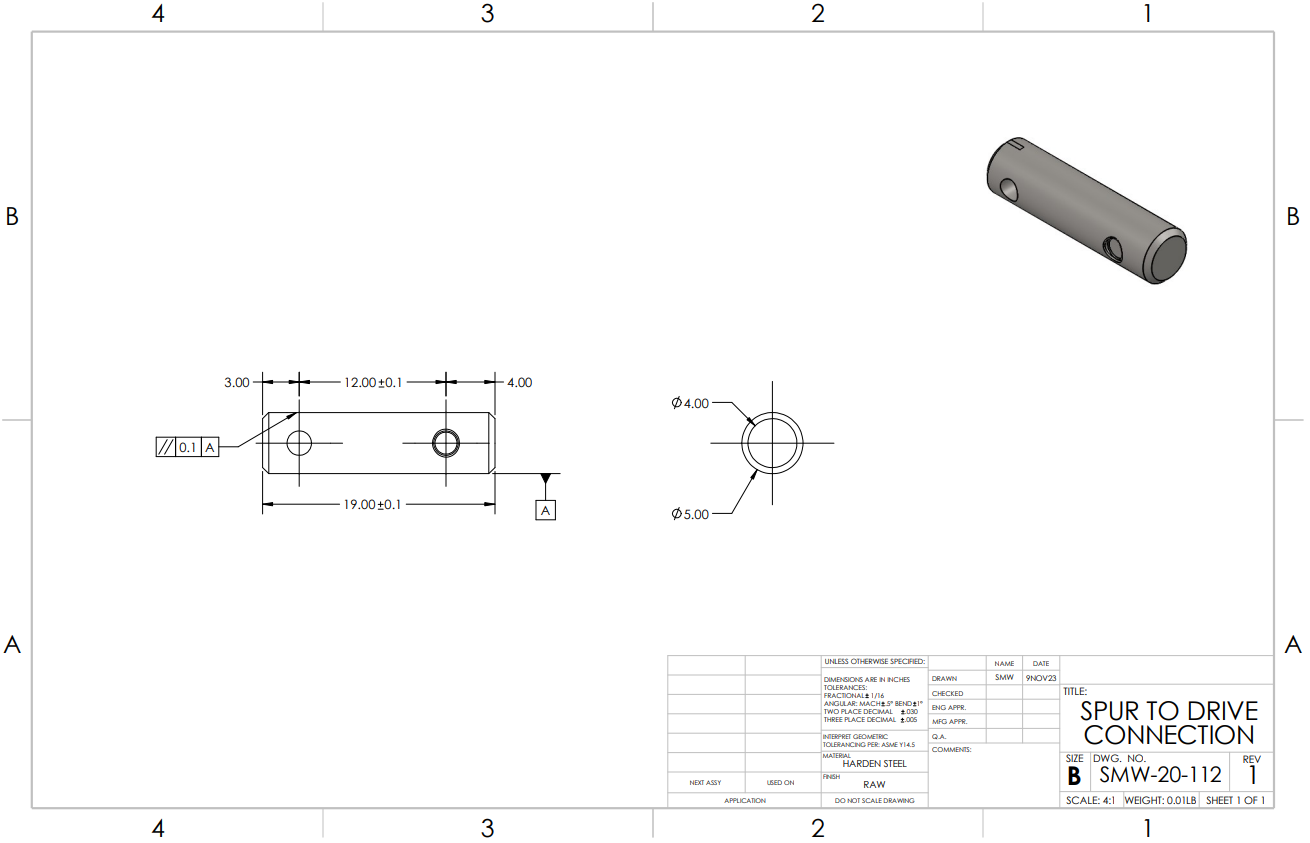 4 3 2 1
B B
3.00 12.00±0.1 4.00
⌀4.00
// 0.1 A
19.00±0.1
A
⌀5.00
A A
UNLESS OTHERWISE SPECIFIED:
DIMENSIONS ARE IN INCHES
TOLERANCES:
FRACTIONAL± 1/16
ANGULAR: MACH±.5° BEND±1°
TWO PLACE DECIMAL ±.030
THREE PLACE DECIMAL ±.005
INTERPRET GEOMETRIC
TOLERANCING PER: ASME Y14.5
MATERIAL
HARDEN STEEL
FINISH
RAW
NEXT ASSY USED ON
APPLICATION
DO NOT SCALE DRAWING
NAME DATE
DRAWN SMW 9NOV23
CHECKED
ENG APPR.
MFG APPR.
Q.A.
COMMENTS:
TITLE:
SPUR TO DRIVE
CONNECTION
SIZE DWG. NO. REV
B SMW-20-112 1
SCALE: 4:1 WEIGHT: 0.01LB SHEET 1 OF 1
4 3 2 1